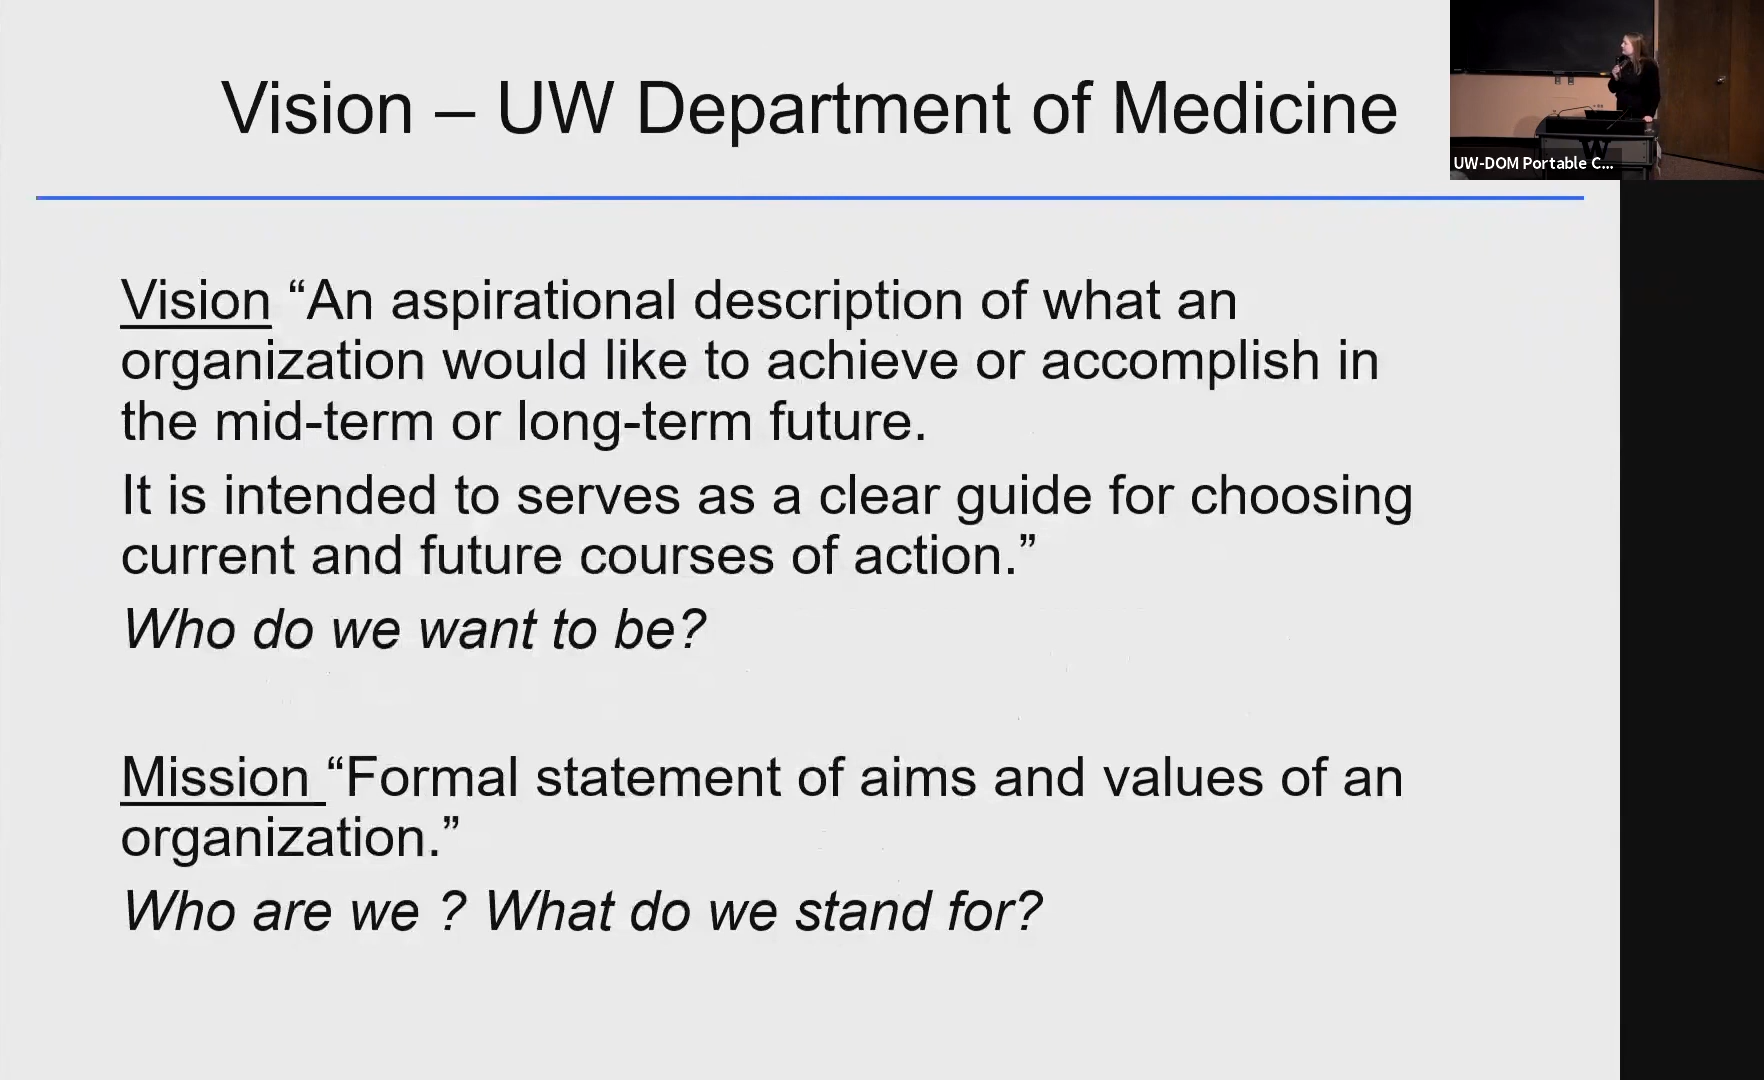 Vision – UW Department of Medicine
UW-DOM Portable C...
W
Vision “An aspirational description of what an
organization would like to achieve or accomplish in
the mid-term or long-term future.
It is intended to serves as a clear guide for choosing
current and future courses of action.”
Who do we want to be?
Mission “Formal statement of aims and values of an
organization.”
Who are we ? What do we stand for?